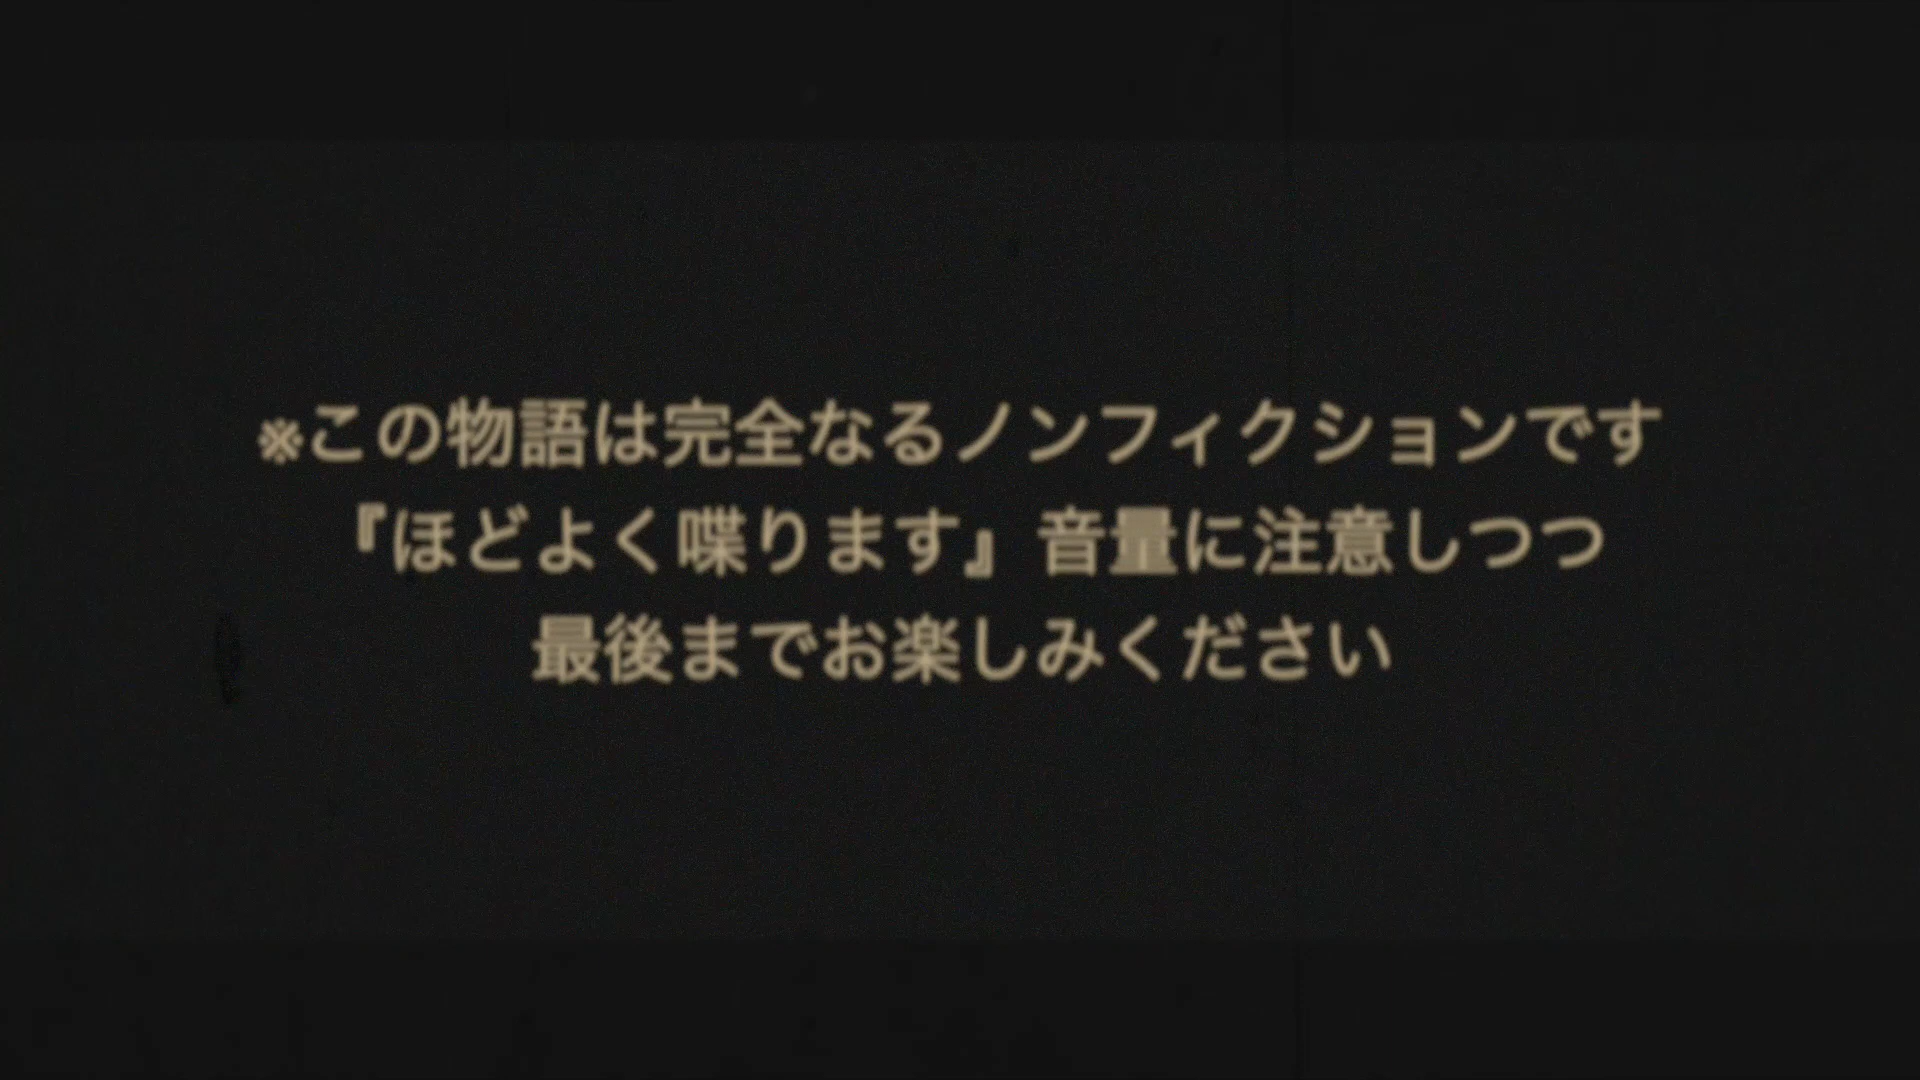 ※この物語は完全なるノンフィクションです
『ほどよく喋ります』音量に注意しつつ
最後までお楽しみください